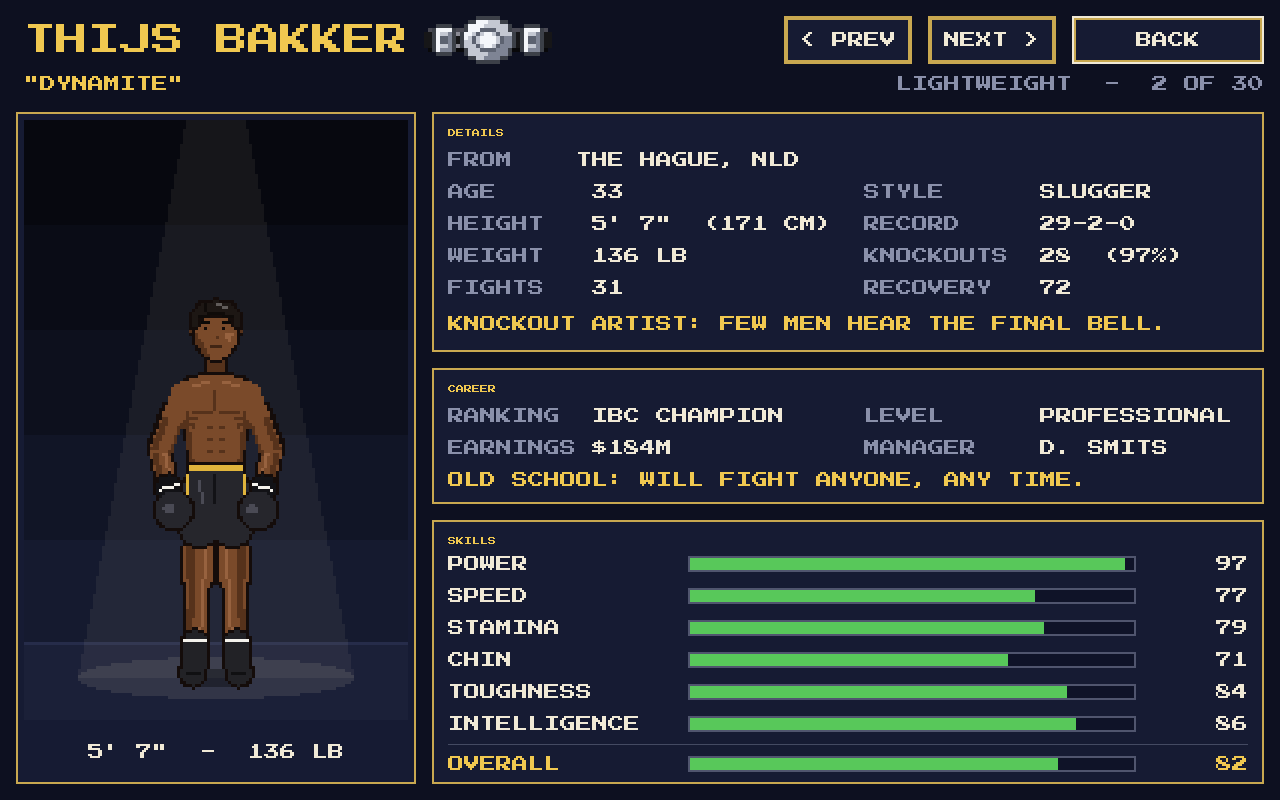 THIJS BAKKER
< PREV
NEXT >
BACK
"DYNAMITE"
LIGHTWEIGHT - 2 OF 30
DETAILS
FROM THE HAGUE, NLD
AGE 33 STYLE SLUGGER
HEIGHT 5' 7" (171 CM) RECORD 29-2-0
WEIGHT 136 LB KNOCKOUTS 28 (97%)
FIGHTS 31 RECOVERY 72
KNOCKOUT ARTIST: FEW MEN HEAR THE FINAL BELL.
CAREER
RANKING IBC CHAMPION LEVEL PROFESSIONAL
EARNINGS $184M MANAGER D. SMITS
OLD SCHOOL: WILL FIGHT ANYONE, ANY TIME.
SKILLS
POWER 97
SPEED 77
STAMINA 79
CHIN 71
TOUGHNESS 84
INTELLIGENCE 86
OVERALL 82
5' 7" - 136 LB